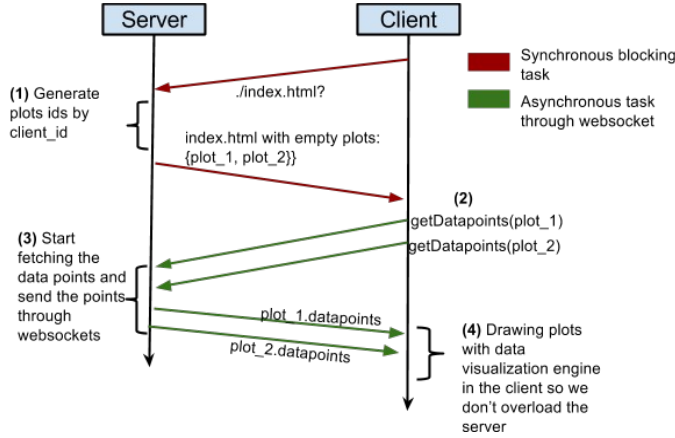 Server
Client
Synchronous blocking
task
Asynchronous task
through websocket
./index.html?
(1) Generate
plots ids by
client_id
index.html with empty plots:
{plot_1, plot_2}}
(2)
getDatapoints(plot_1)
getDatapoints(plot_2)
(3) Start
fetching the
data points and
send the points
through
websockets
plot_1.datapoints
plot_2.datapoints
(4) Drawing plots
with data
visualization engine
in the client so we
don't overload the
server